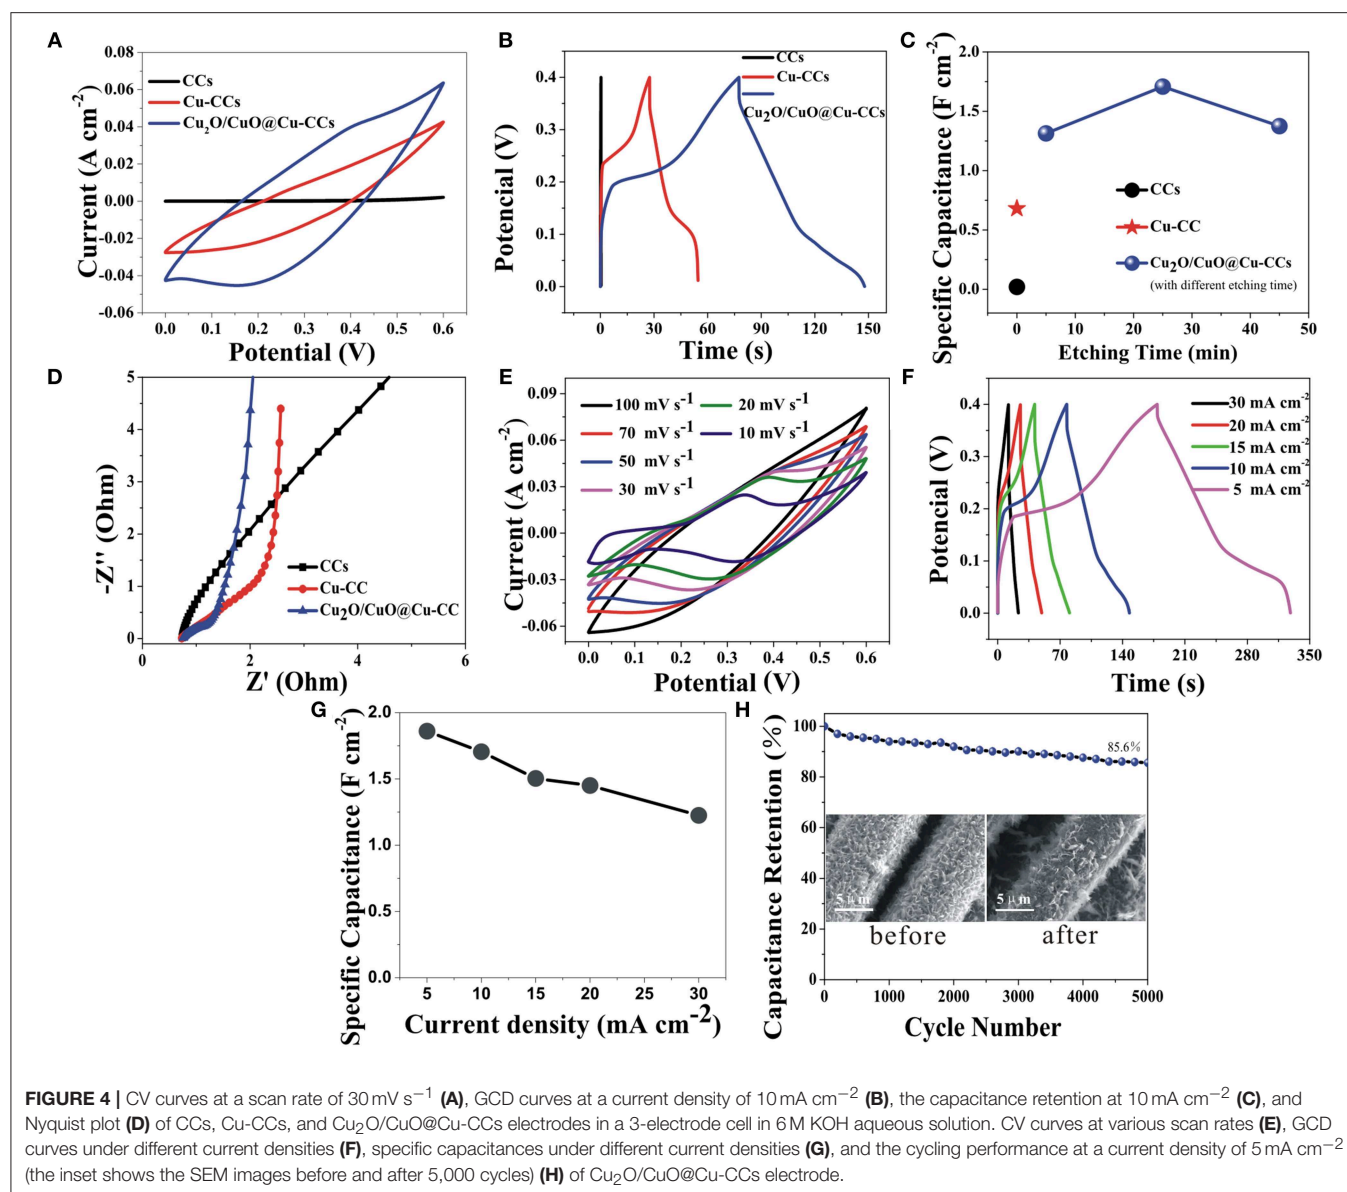 A
0.08
0.06
0.04
0.02
0.00
-0.02
-0.04
-0.06
Current (A cm-2)
CCs
Cu-CCs
Cu2O/CuO@Cu-CCs
0.0 0.1 0.2 0.3 0.4 0.5 0.6
Potential (V)
B
0.4
0.3
0.2
0.1
0.0
Potencial (V)
CCs
Cu-CCs
Cu2O/CuO@Cu-CCs
0 30 60 90 120 150
Time (s)
C
2.0
1.5
1.0
0.5
0.0
Specific Capacitance (F cm-2)
CCs
Cu-CC
Cu2O/CuO@Cu-CCs
(with different etching time)
0 10 20 30 40 50
Etching Time (min)
D
5
4
3
2
1
0
-Z'' (Ohm)
CCs
Cu-CC
Cu2O/CuO@Cu-CC
0 2 4 6
Z' (Ohm)
E
0.09
0.06
0.03
0.00
-0.03
-0.06
Current (A cm-2)
100 mV s-1 20 mV s-1
70 mV s-1 10 mV s-1
50 mV s-1
30 mV s-1
0.0 0.1 0.2 0.3 0.4 0.5 0.6
Potential (V)
F
0.4
0.3
0.2
0.1
0.0
Potencial (V)
30 mA cm-2
20 mA cm-2
15 mA cm-2
10 mA cm-2
5 mA cm-2
0 70 140 210 280 350
Time (s)
G
2.0
1.5
1.0
0.5
0.0
Specific Capacitance (F cm-2)
5 10 15 20 25 30
Current density (mA cm-2)
H
100
80
60
40
20
0
Capacitance Retention (%)
85.6%
5 μm
5 μm
before after
0 1000 2000 3000 4000 5000
Cycle Number
FIGURE 4 | CV curves at a scan rate of 30 mV s−1 (A), GCD curves at a current density of 10 mA cm−2 (B), the capacitance retention at 10 mA cm−2 (C), and
Nyquist plot (D) of CCs, Cu-CCs, and Cu2O/CuO@Cu-CCs electrodes in a 3-electrode cell in 6 M KOH aqueous solution. CV curves at various scan rates (E), GCD
curves under different current densities (F), specific capacitances under different current densities (G), and the cycling performance at a current density of 5 mA cm−2
(the inset shows the SEM images before and after 5,000 cycles) (H) of Cu2O/CuO@Cu-CCs electrode.